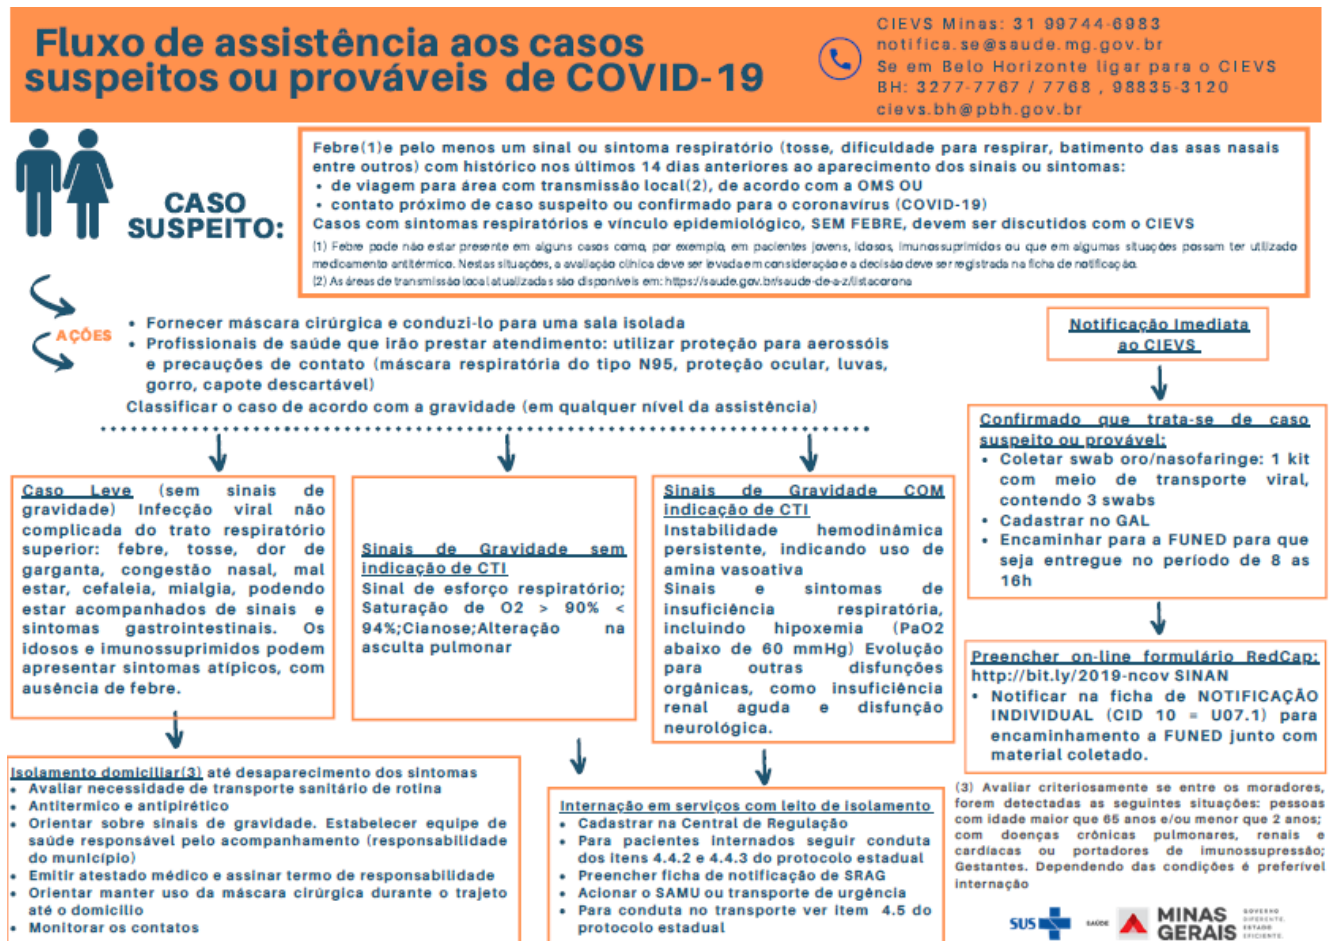 Fluxo de assistência aos casos
suspeitos ou prováveis de COVID-19
CIEVS Minas: 31 99744-6983
notifica.se@saude.mg.gov.br
Se em Belo Horizonte ligar para o CIEVS
BH: 3277-7767 / 7768 , 98835-3120
cievs.bh@pbh.gov.br
CASO
SUSPEITO:
Febre(1)e pelo menos um sinal ou sintoma respiratório (tosse, dificuldade para respirar, batimento das asas nasais
entre outros) com histórico nos últimos 14 dias anteriores ao aparecimento dos sinais ou sintomas:
• de viagem para área com transmissão local(2), de acordo com a OMS OU
• contato próximo de caso suspeito ou confirmado para o coronavírus (COVID-19)
Casos com sintomas respiratórios e vínculo epidemiológico, SEM FEBRE, devem ser discutidos com o CIEVS
(1) Febre pode não estar presente em alguns casos como, por exemplo, em pacientes jovens, idosos, imunossuprimidos ou que em algumas situações possam ter utilizado
medicamento antitérmico. Nestas situações, a avaliação clínica deve ser levada em consideração e a decisão deve ser registrada na ficha de notificação.
(2) As áreas de transmissão local atualizadas são disponíveis em: https://saude.gov.br/saude-de-a-z/listacorona
AÇÕES
• Fornecer máscara cirúrgica e conduzi-lo para uma sala isolada
• Profissionais de saúde que irão prestar atendimento: utilizar proteção para aerossóis
e precauções de contato (máscara respiratória do tipo N95, proteção ocular, luvas,
gorro, capote descartável)
Classificar o caso de acordo com a gravidade (em qualquer nível da assistência)
Caso Leve (sem sinais de
gravidade) Infecção viral não
complicada do trato respiratório
superior: febre, tosse, dor de
garganta, congestão nasal, mal
estar, cefaleia, mialgia, podendo
estar acompanhados de sinais e
sintomas gastrointestinais. Os
idosos e imunossuprimidos podem
apresentar sintomas atípicos, com
ausência de febre.
Sinais de Gravidade sem
indicação de CTI
Sinal de esforço respiratório;
Saturação de O2 > 90% <
94%;Cianose;Alteração na
asculta pulmonar
Sinais de Gravidade COM
indicação de CTI
Instabilidade hemodinâmica
persistente, indicando uso de
amina vasoativa
Sinais e sintomas de
insuficiência respiratória,
incluindo hipoxemia (PaO2
abaixo de 60 mmHg) Evolução
para outras disfunções
orgânicas, como insuficiência
renal aguda e disfunção
neurológica.
Isolamento domiciliar(3) até desaparecimento dos sintomas
• Avaliar necessidade de transporte sanitário de rotina
• Antitermico e antipirético
• Orientar sobre sinais de gravidade. Estabelecer equipe de
saúde responsável pelo acompanhamento (responsabilidade
do município)
• Emitir atestado médico e assinar termo de responsabilidade
• Orientar manter uso da máscara cirúrgica durante o trajeto
até o domicilio
• Monitorar os contatos
Internação em serviços com leito de isolamento
• Cadastrar na Central de Regulação
• Para pacientes internados seguir conduta
dos itens 4.4.2 e 4.4.3 do protocolo estadual
• Preencher ficha de notificação de SRAG
• Acionar o SAMU ou transporte de urgência
• Para conduta no transporte ver item 4.5 do
protocolo estadual
Notificação Imediata
ao CIEVS
Confirmado que trata-se de caso
suspeito ou provável:
• Coletar swab oro/nasofaringe: 1 kit
com meio de transporte viral,
contendo 3 swabs
• Cadastrar no GAL
• Encaminhar para a FUNED para que
seja entregue no período de 8 as
16h
Preencher on-line formulário RedCap:
http://bit.ly/2019-ncov SINAN
• Notificar na ficha de NOTIFICAÇÃO
INDIVIDUAL (CID 10 = U07.1) para
encaminhamento a FUNED junto com
material coletado.
(3) Avaliar criteriosamente se entre os moradores,
forem detectadas as seguintes situações: pessoas
com idade maior que 65 anos e/ou menor que 2 anos;
com doenças crônicas pulmonares, renais e
cardíacas ou portadores de imunossupressão;
Gestantes. Dependendo das condições é preferível
internação
SUS
SAÚDE
MINAS
GERAIS
GOVERNO
DIFERENTE.
ESTADO
EFICIENTE.